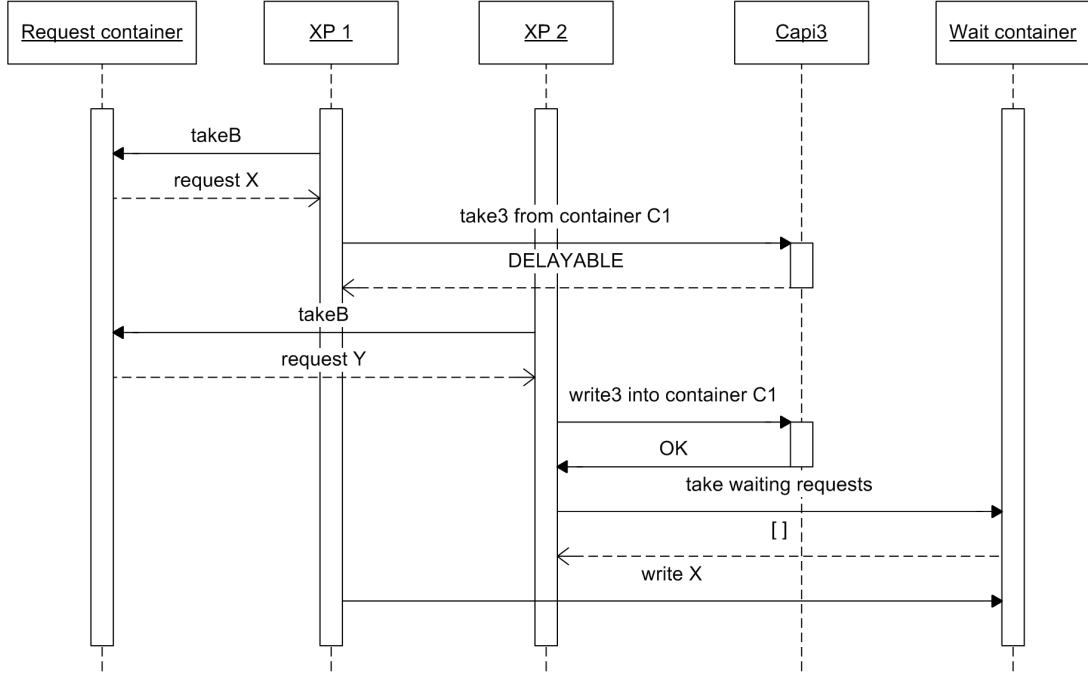 Request container
XP 1
XP 2
Capi3
Wait container
takeB
request X
take3 from container C1
DELAYABLE
takeB
request Y
write3 into container C1
OK
take waiting requests
[ ]
write X